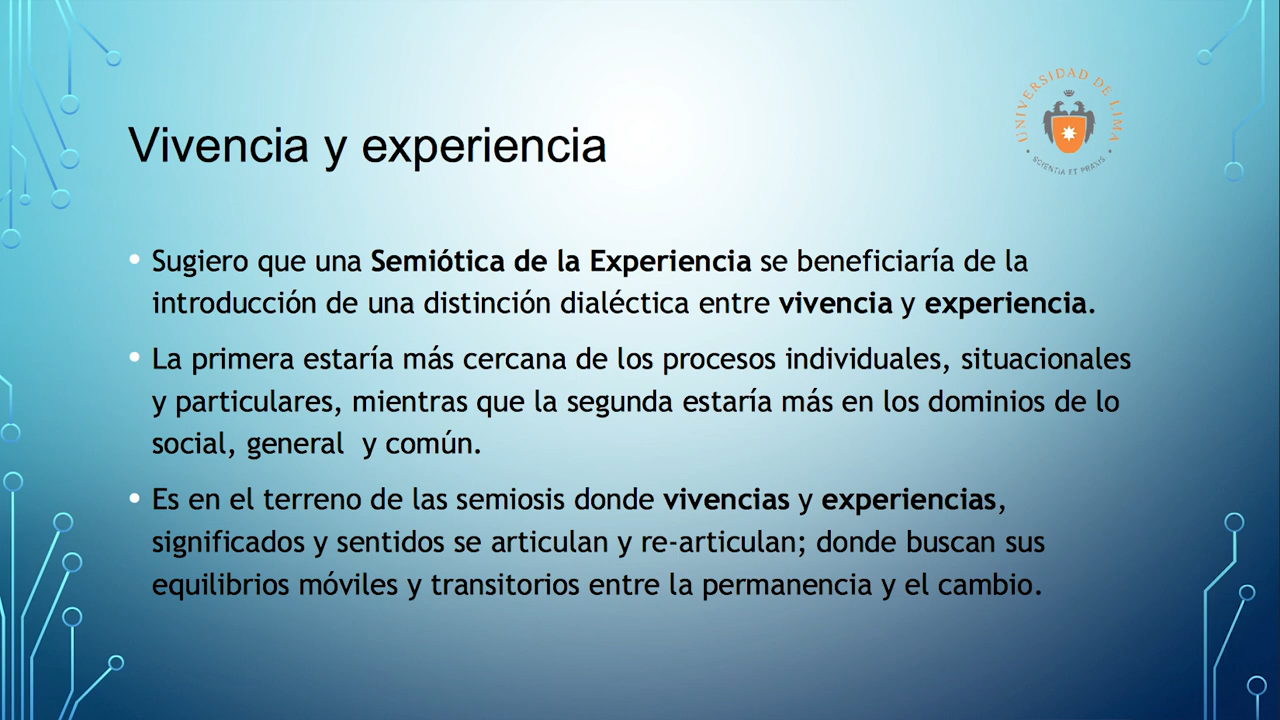 UNIVERSIDAD DE LIMA
SCIENTIA ET PRAXIS
Vivencia y experiencia
• Sugiero que una Semiótica de la Experiencia se beneficiaría de la
introducción de una distinción dialéctica entre vivencia y experiencia.
• La primera estaría más cercana de los procesos individuales, situacionales
y particulares, mientras que la segunda estaría más en los dominios de lo
social, general  y común.
• Es en el terreno de las semiosis donde vivencias y experiencias,
significados y sentidos se articulan y re-articulan; donde buscan sus
equilibrios móviles y transitorios entre la permanencia y el cambio.